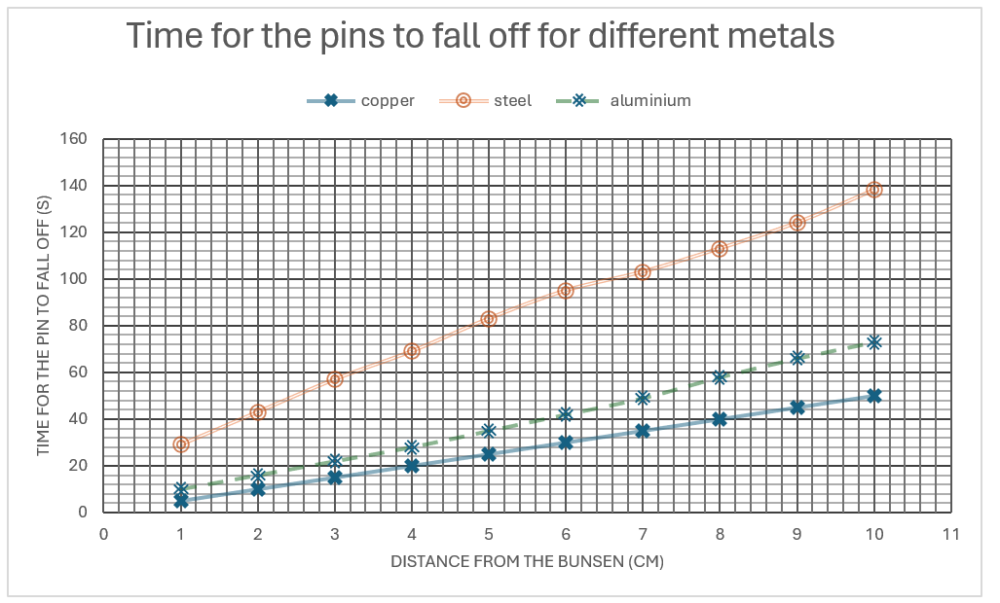 Time for the pins to fall off for different metals
copper steel aluminium
160
140
120
100
80
60
40
20
0
TIME FOR THE PIN TO FALL OFF (S)
0 1 2 3 4 5 6 7 8 9 10 11
DISTANCE FROM THE BUNSEN (CM)